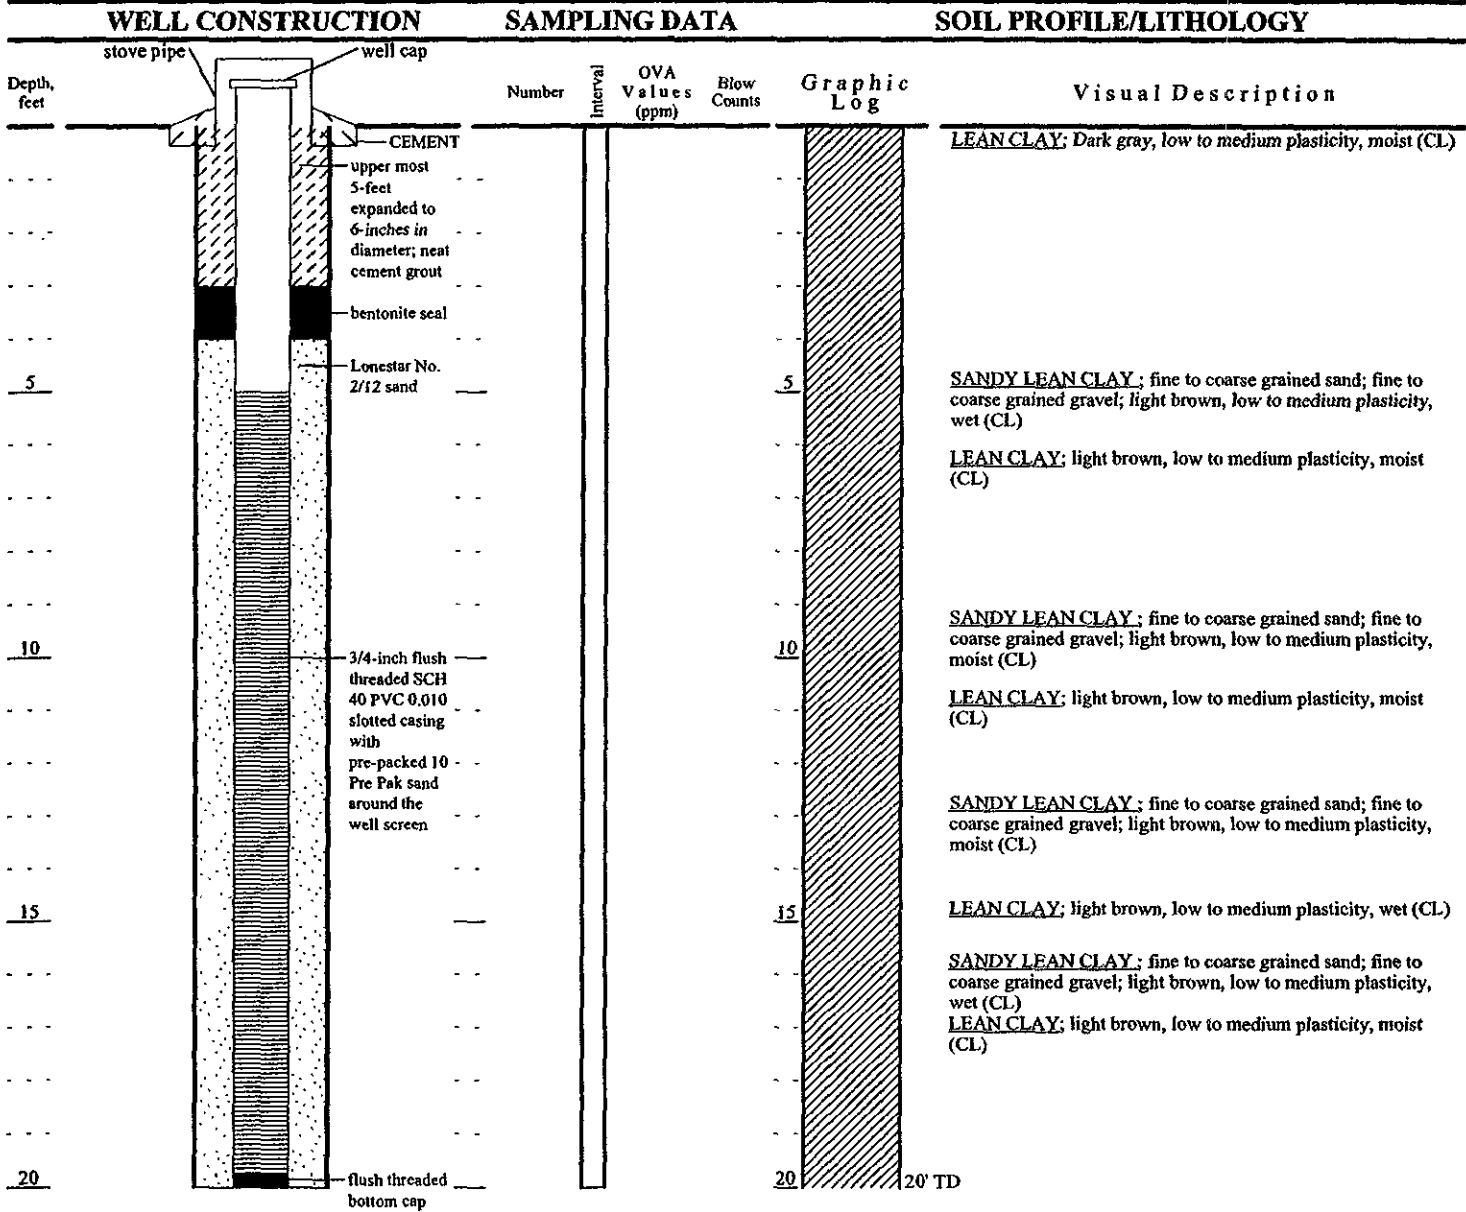 WELL CONSTRUCTION SAMPLING DATA SOIL PROFILE/LITHOLOGY
stove pipe well cap
Depth, feet
Number
Interval
OVA Values (ppm)
Blow Counts
Graphic Log
Visual Description
CEMENT
upper most
5-feet
expanded to
6-inches in
diameter; neat
cement grout
bentonite seal
Lonestar No.
2/12 sand
3/4-inch flush
threaded SCH
40 PVC 0.010
slotted casing
with
pre-packed 10
Pre Pak sand
around the
well screen
flush threaded
bottom cap
5
10
15
20
5
10
15
20
20' TD
LEAN CLAY; Dark gray, low to medium plasticity, moist (CL)
SANDY LEAN CLAY ; fine to coarse grained sand; fine to
coarse grained gravel; light brown, low to medium plasticity,
wet (CL)
LEAN CLAY; light brown, low to medium plasticity, moist
(CL)
SANDY LEAN CLAY ; fine to coarse grained sand; fine to
coarse grained gravel; light brown, low to medium plasticity,
moist (CL)
LEAN CLAY; light brown, low to medium plasticity, moist
(CL)
SANDY LEAN CLAY ; fine to coarse grained sand; fine to
coarse grained gravel; light brown, low to medium plasticity,
moist (CL)
LEAN CLAY; light brown, low to medium plasticity, wet (CL)
SANDY LEAN CLAY ; fine to coarse grained sand; fine to
coarse grained gravel; light brown, low to medium plasticity,
wet (CL)
LEAN CLAY; light brown, low to medium plasticity, moist
(CL)